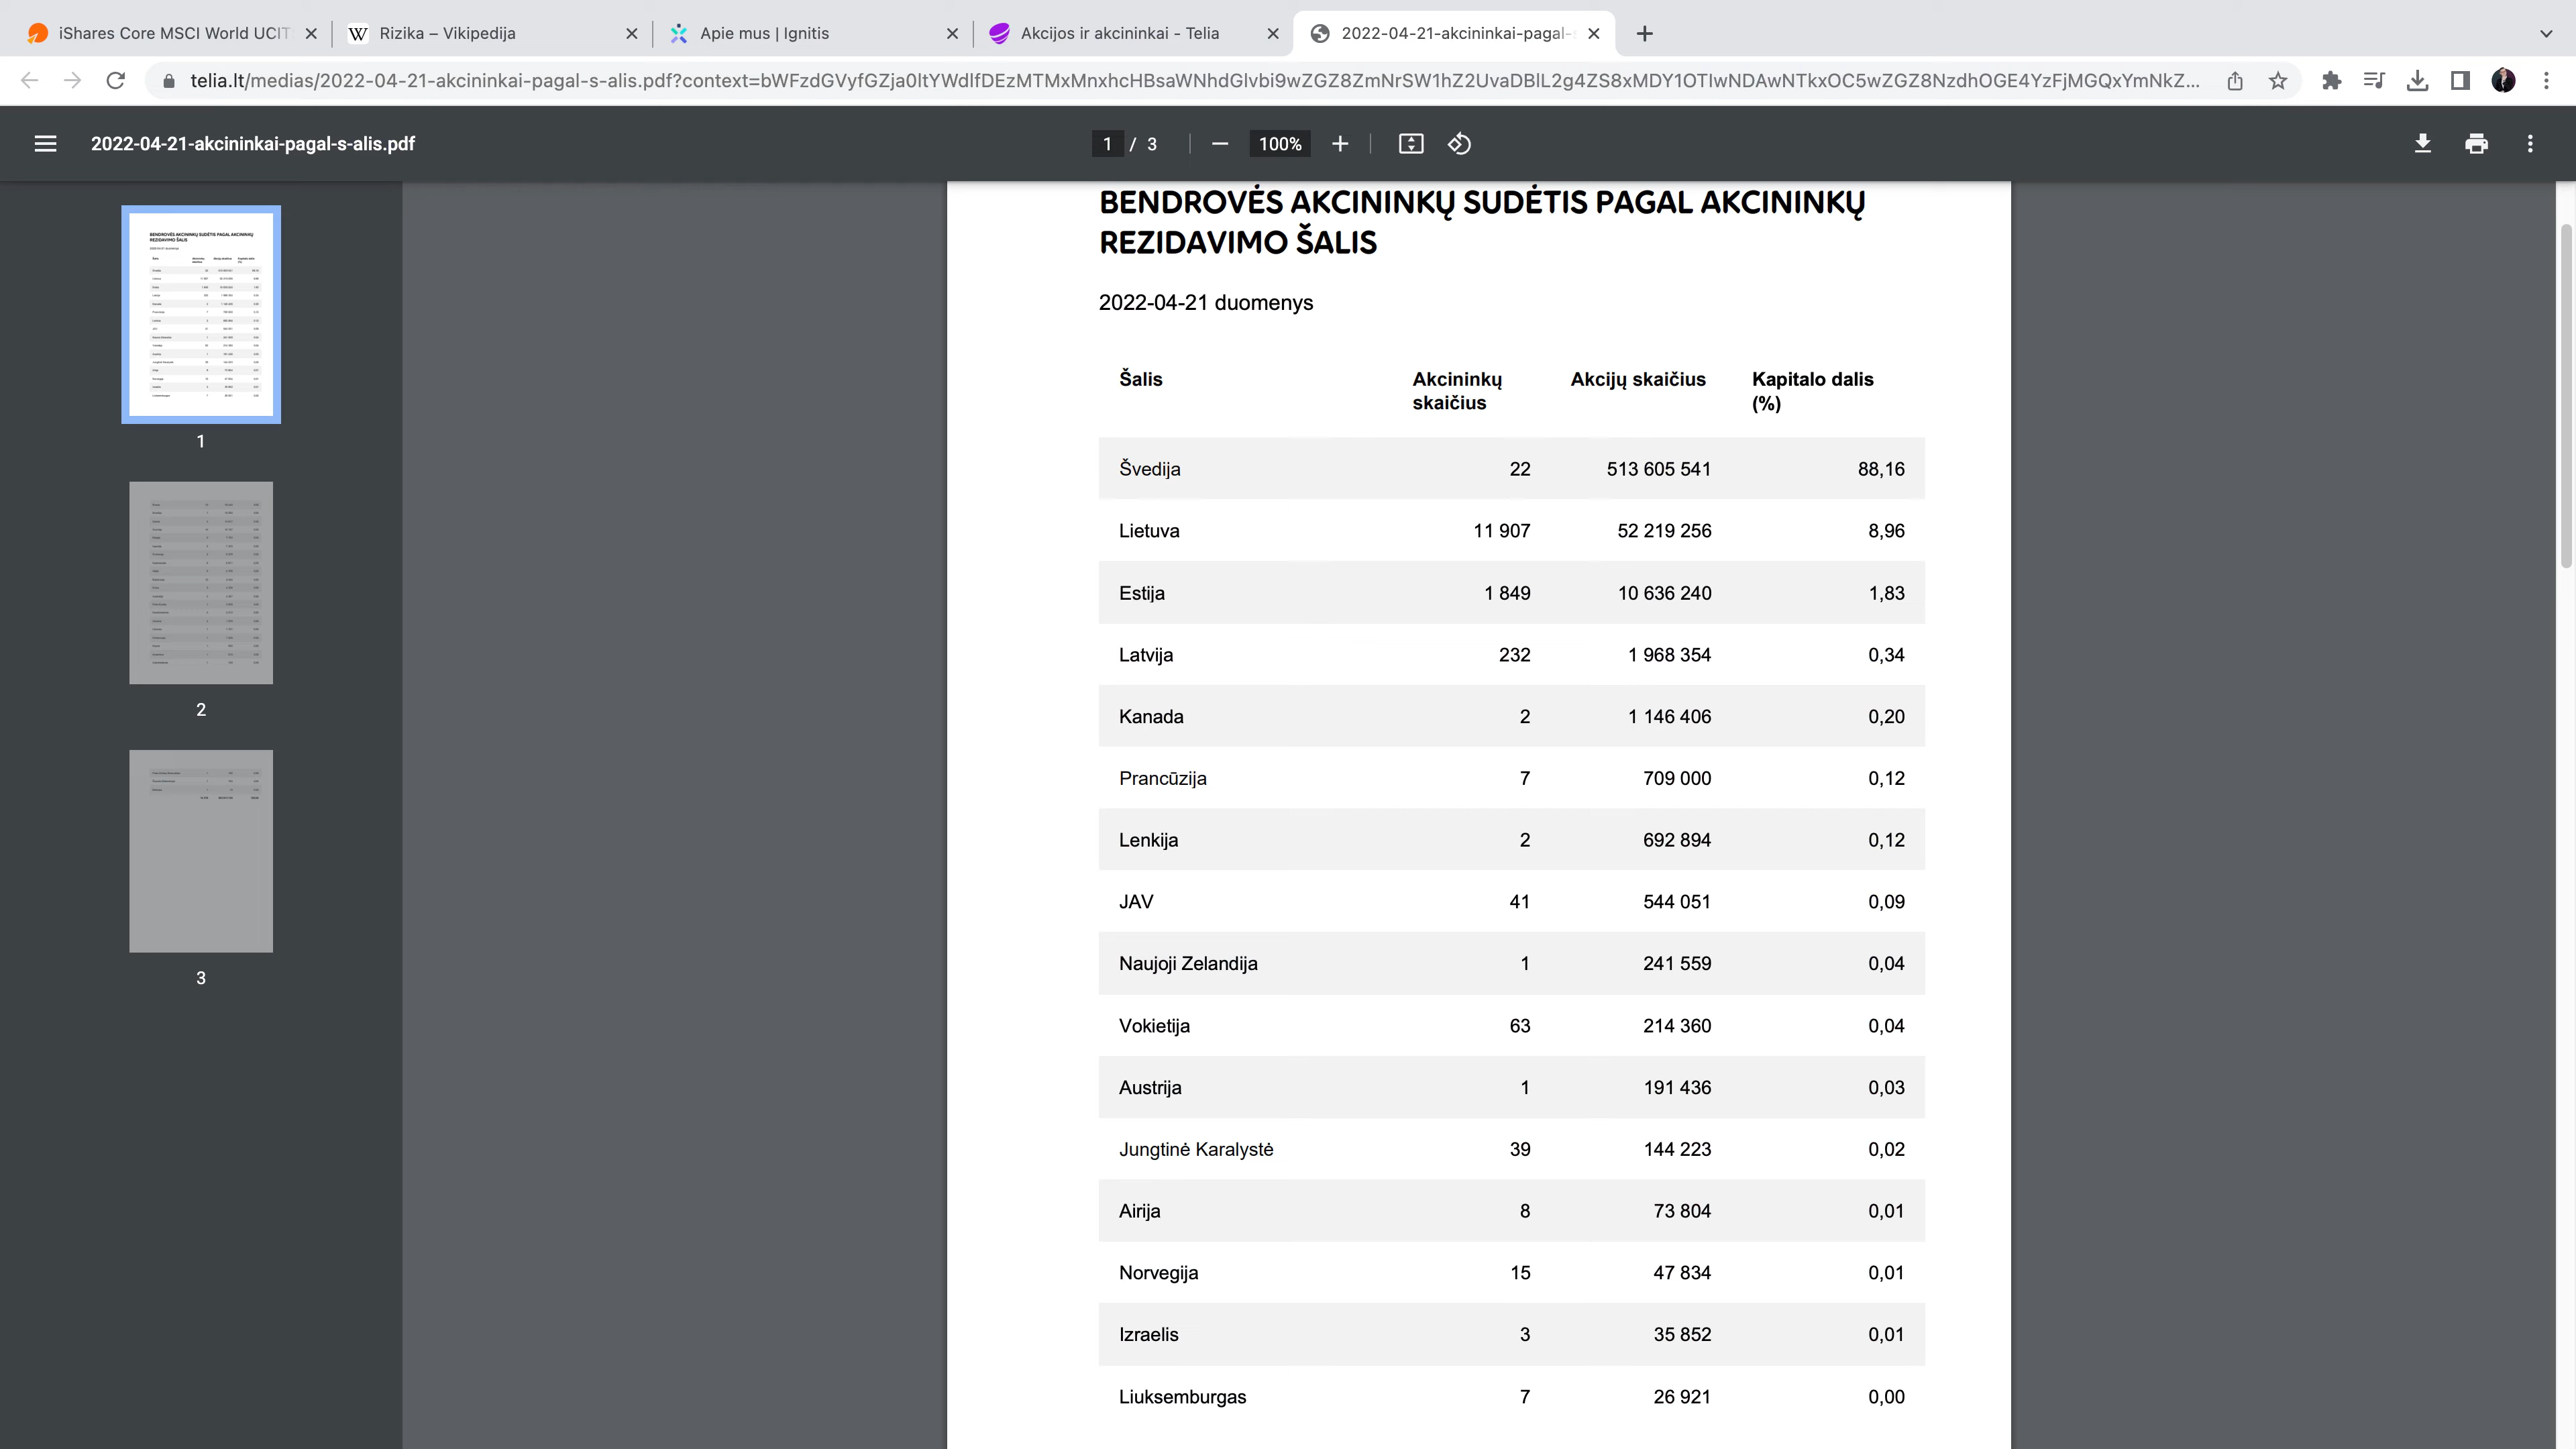 iShares Core MSCI World UCIT
Rizika – Vikipedija
Apie mus | Ignitis
Akcijos ir akcininkai - Telia
2022-04-21-akcininkai-pagal-s
telia.lt/medias/2022-04-21-akcininkai-pagal-s-alis.pdf?context=
2022-04-21-akcininkai-pagal-s-alis.pdf
1 / 3
100%
1
2
3
BENDROVĖS AKCININKŲ SUDĖTIS PAGAL AKCININKŲ
REZIDAVIMO ŠALIS
2022-04-21 duomenys
Šalis Akcininkų skaičius Akcijų skaičius Kapitalo dalis (%)
Švedija 22 513 605 541 88,16
Lietuva 11 907 52 219 256 8,96
Estija 1 849 10 636 240 1,83
Latvija 232 1 968 354 0,34
Kanada 2 1 146 406 0,20
Prancūzija 7 709 000 0,12
Lenkija 2 692 894 0,12
JAV 41 544 051 0,09
Naujoji Zelandija 1 241 559 0,04
Vokietija 63 214 360 0,04
Austrija 1 191 436 0,03
Jungtinė Karalystė 39 144 223 0,02
Airija 8 73 804 0,01
Norvegija 15 47 834 0,01
Izraelis 3 35 852 0,01
Liuksemburgas 7 26 921 0,00